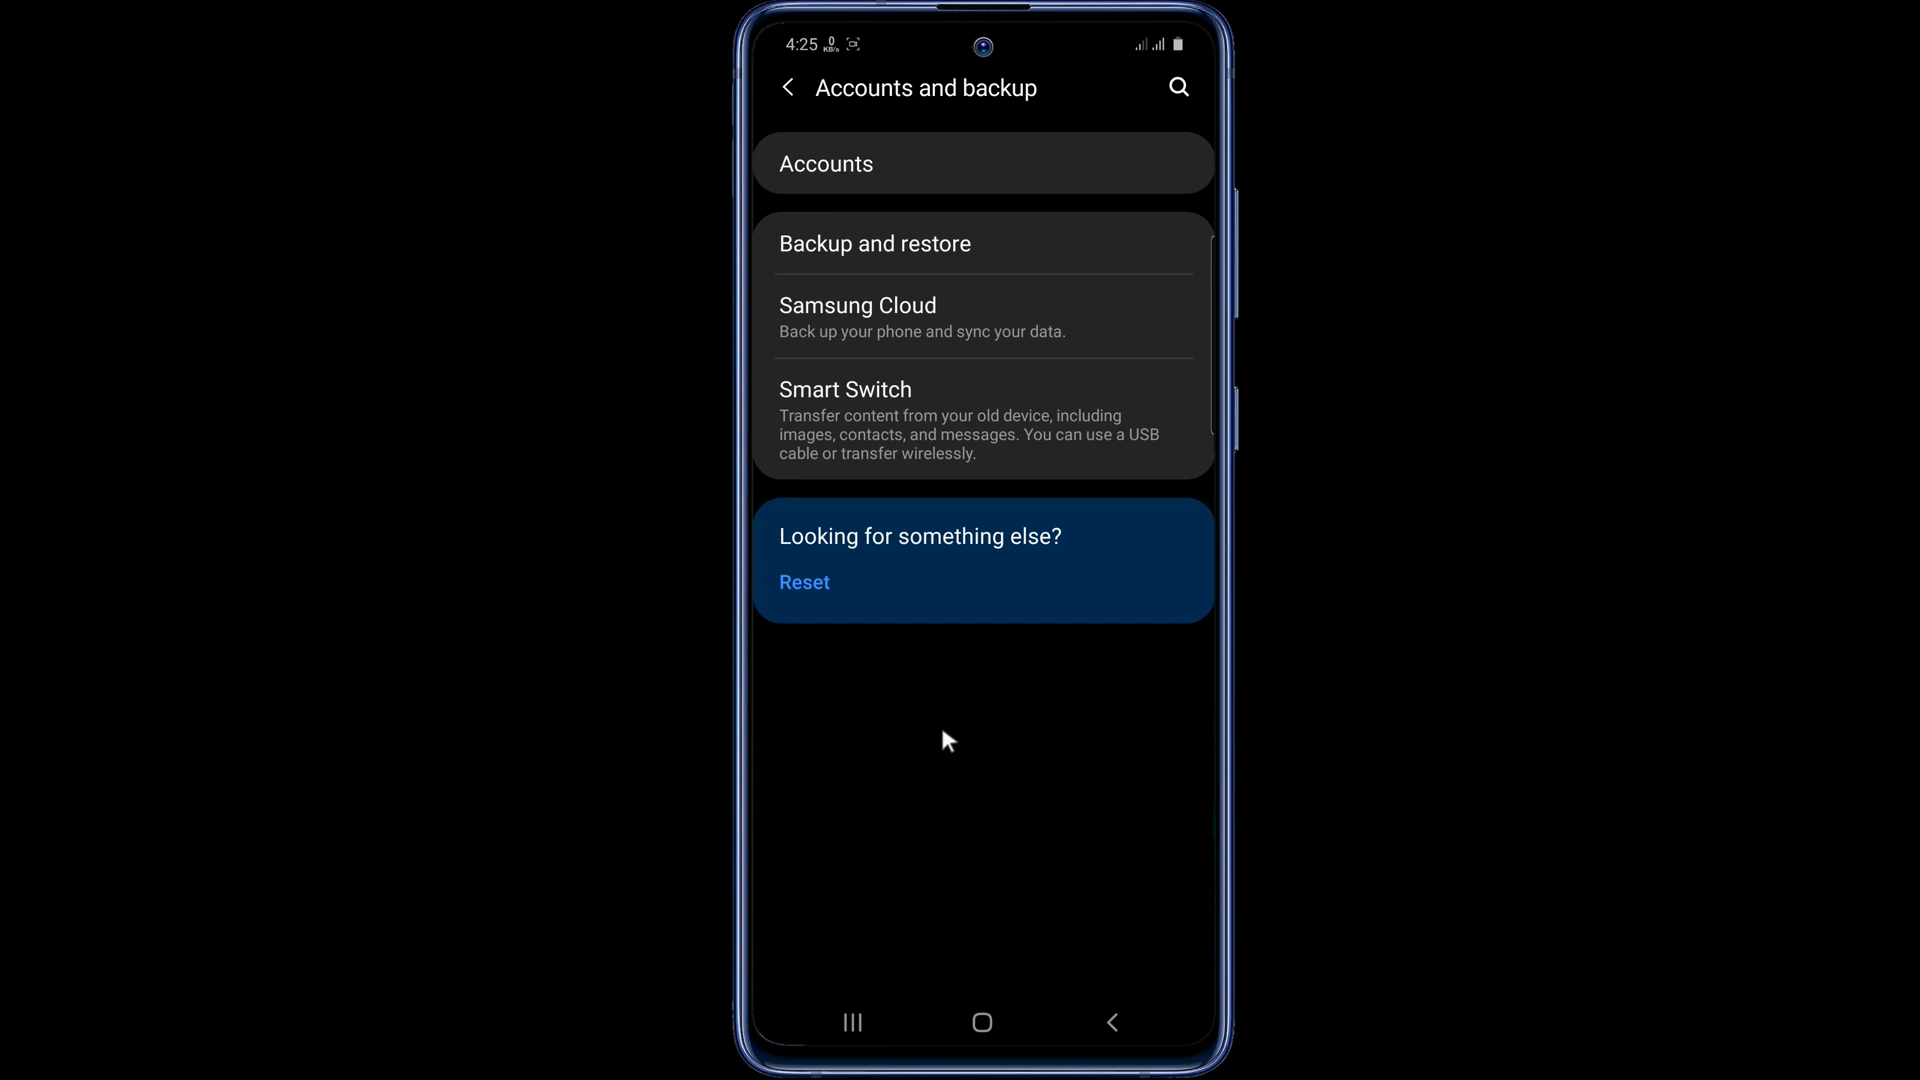 4:25 0 KB/s
Accounts and backup
Accounts
Backup and restore
Samsung Cloud
Back up your phone and sync your data.
Smart Switch
Transfer content from your old device, including
images, contacts, and messages. You can use a USB
cable or transfer wirelessly.
Looking for something else?
Reset